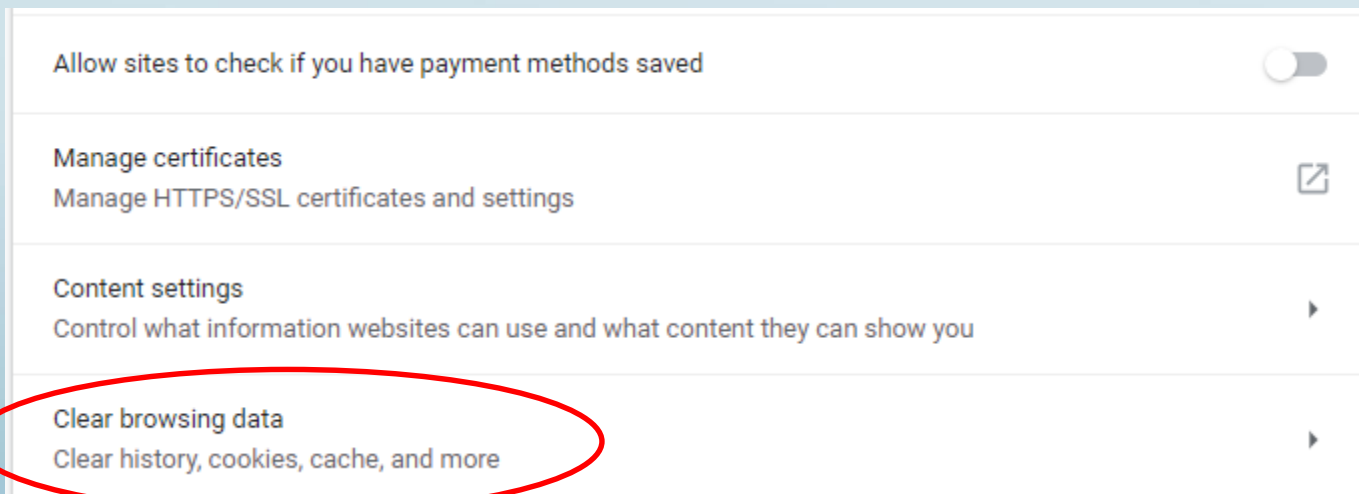 Allow sites to check if you have payment methods saved
Manage certificates
Manage HTTPS/SSL certificates and settings
Content settings
Control what information websites can use and what content they can show you
Clear browsing data
Clear history, cookies, cache, and more